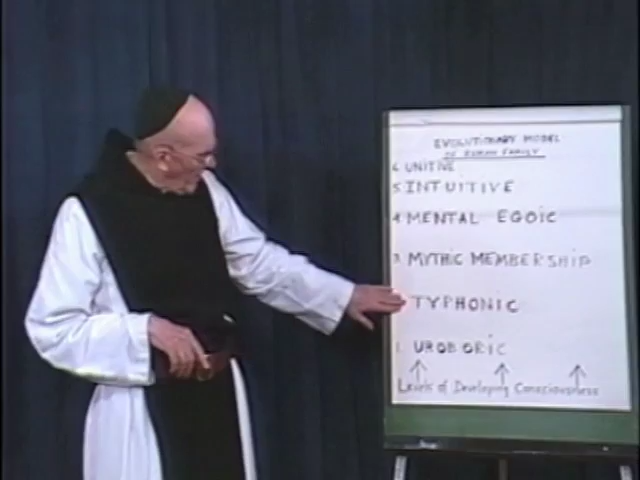 EVOLUTIONARY MODEL
OF HUMAN FAMILY
6 UNITIVE
5 INTUITIVE
4 MENTAL EGOIC
3 MYTHIC MEMBERSHIP
TYPHONIC
1 UROBORIC
Levels of Developing Consciousness